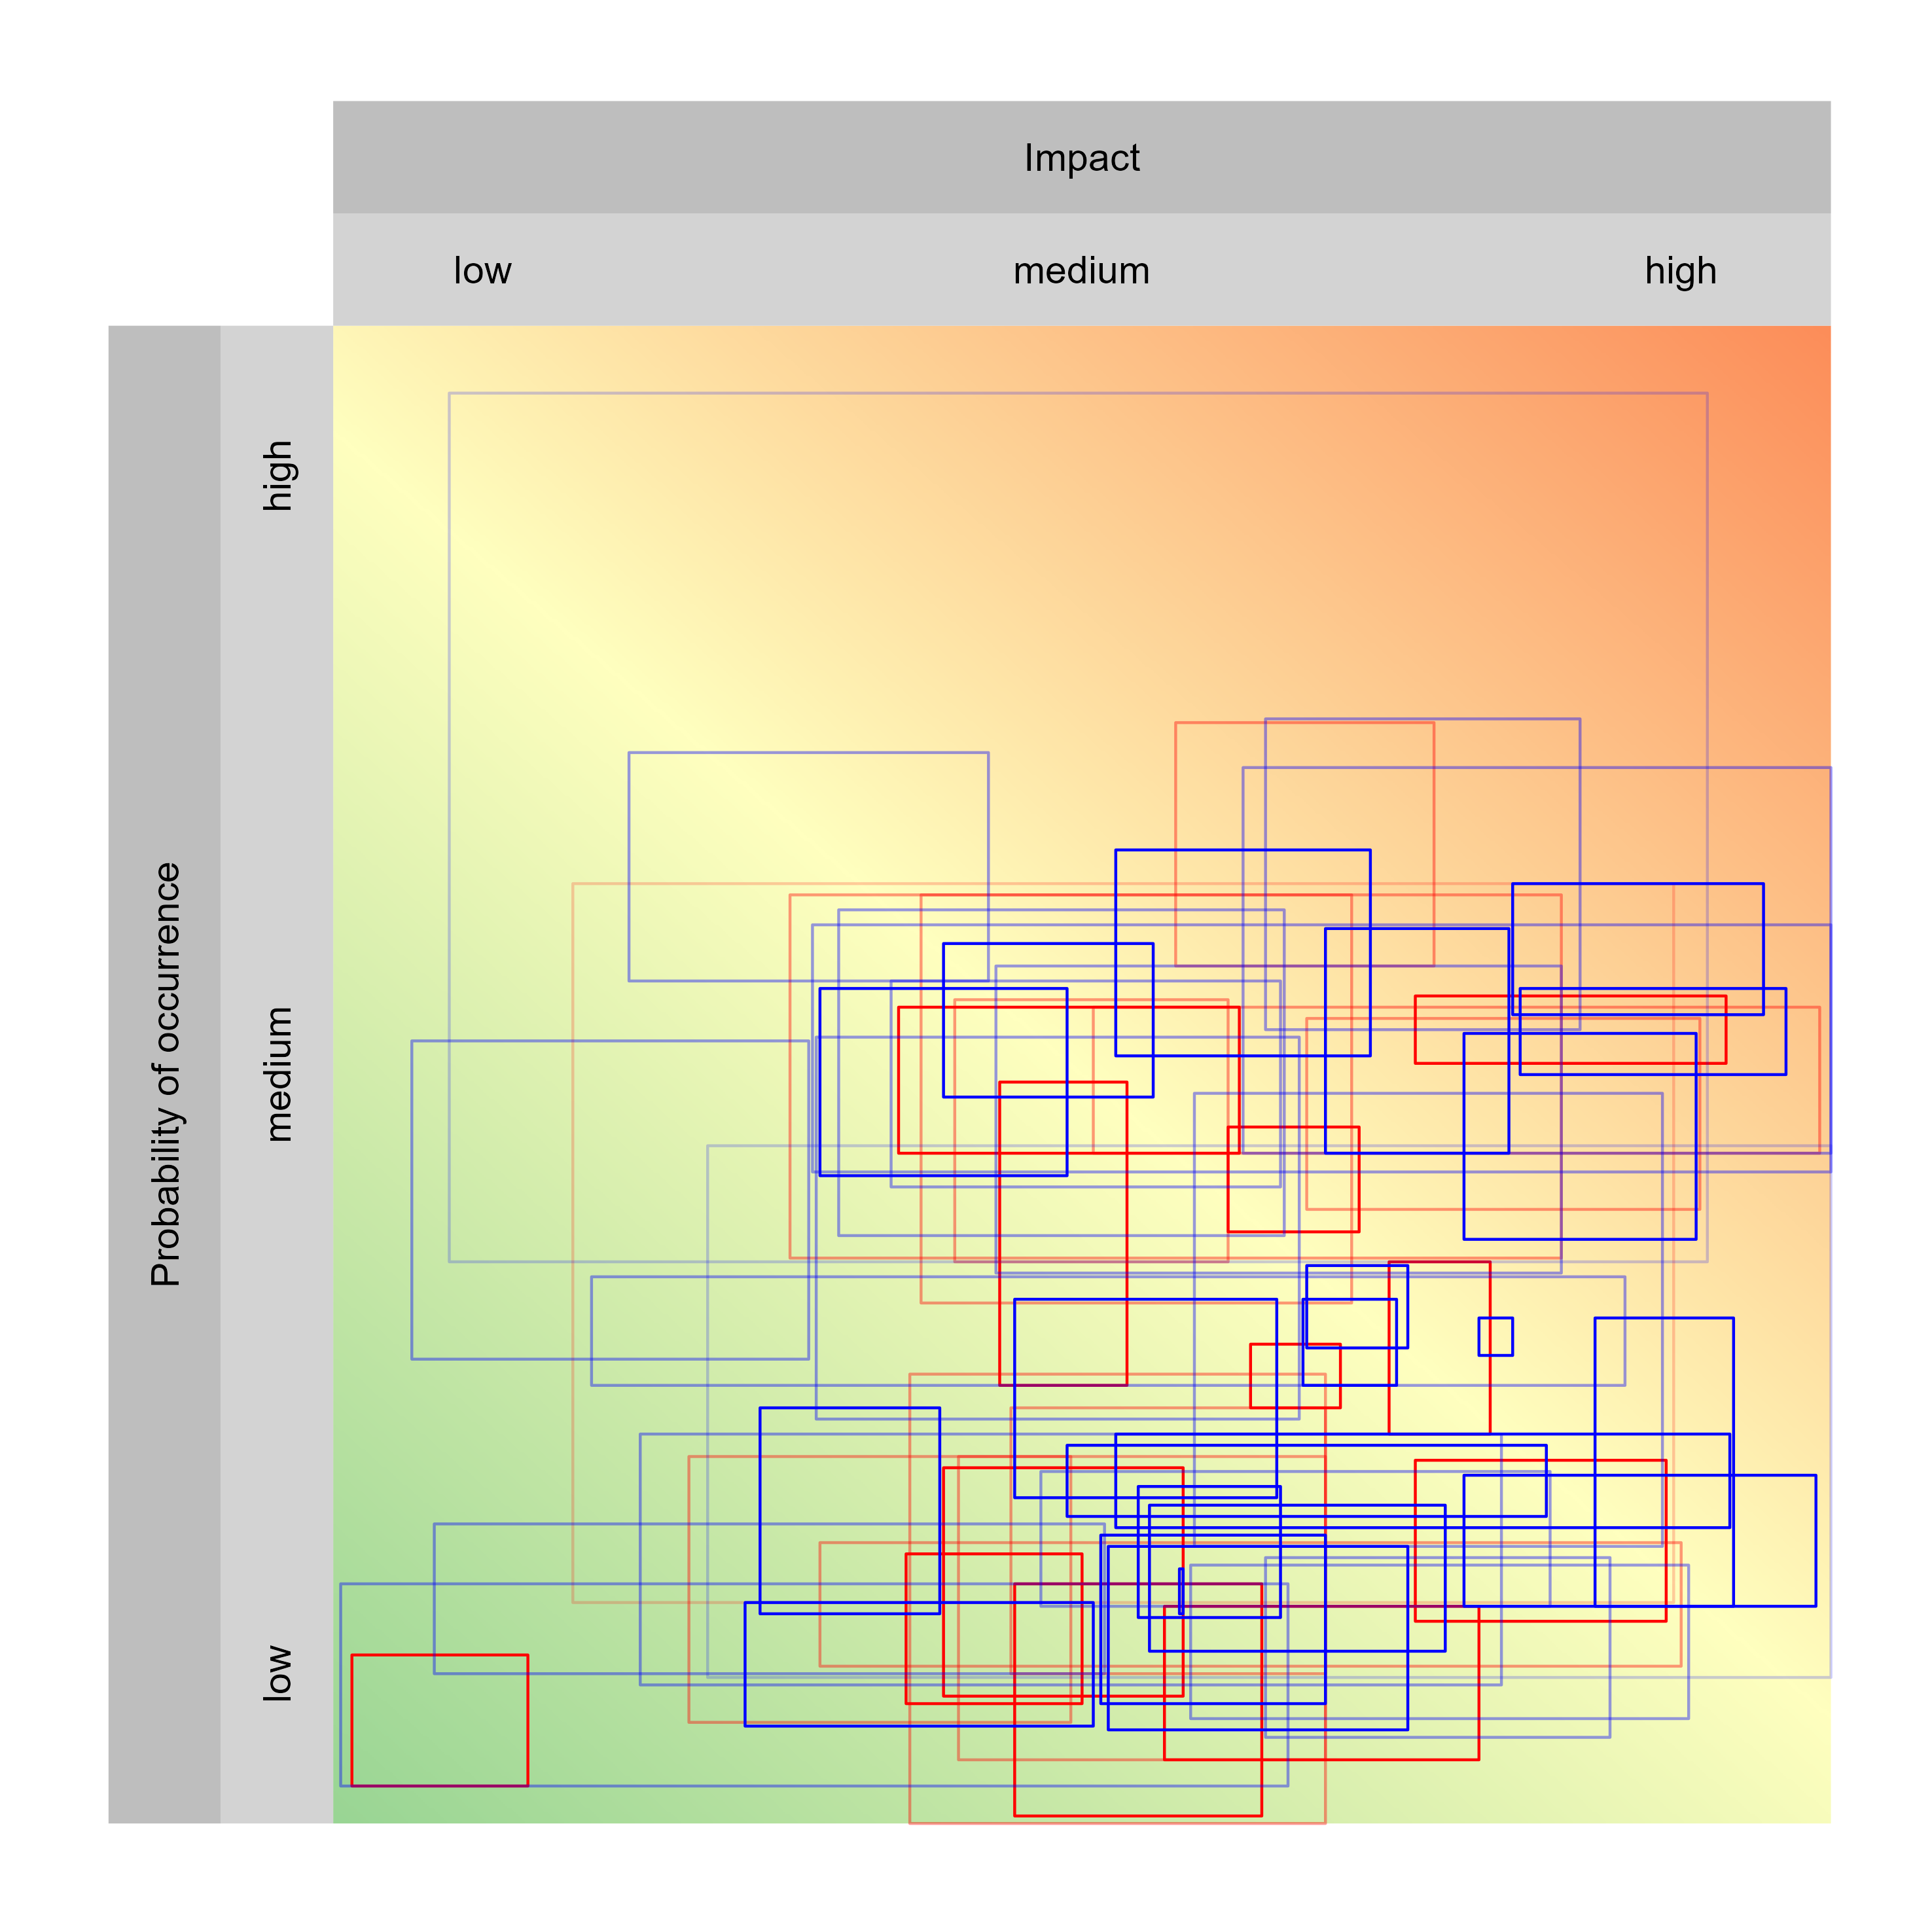 Impact
low
medium
high
Probability of occurrence
high
medium
low